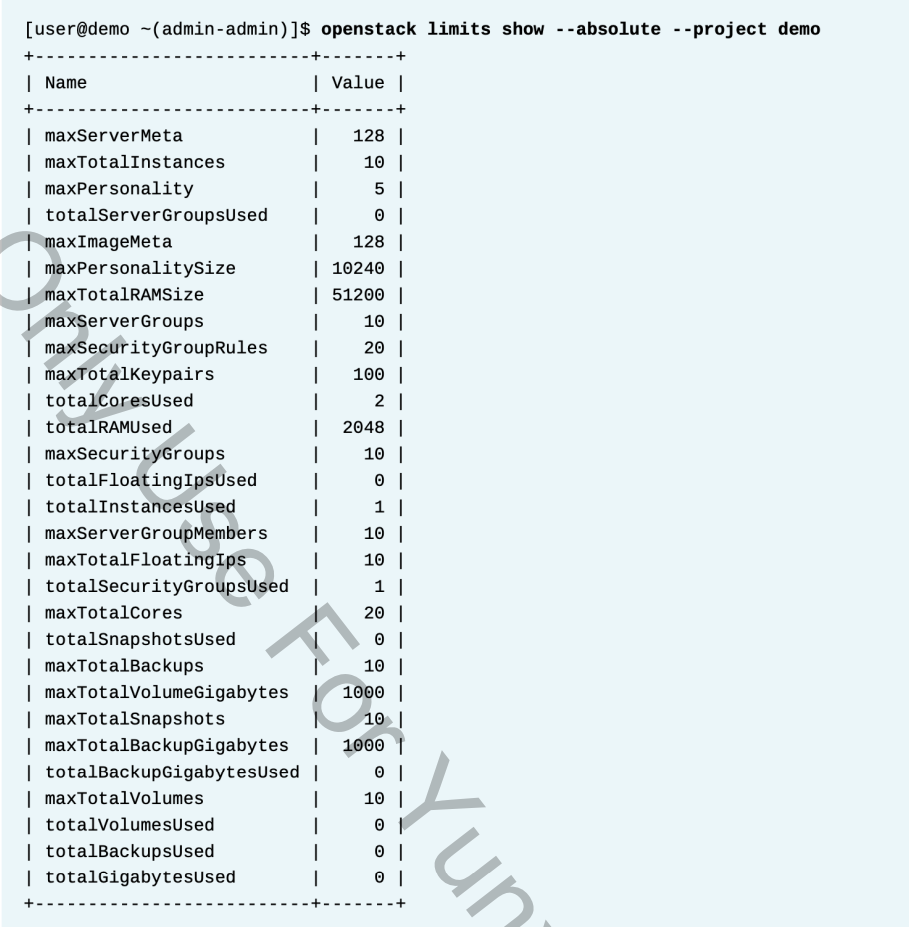 [user@demo ~(admin-admin)]$ openstack limits show --absolute --project demo
+--------------------------+-------+
| Name                     | Value |
+--------------------------+-------+
| maxServerMeta            |   128 |
| maxTotalInstances        |    10 |
| maxPersonality           |     5 |
| totalServerGroupsUsed    |     0 |
| maxImageMeta             |   128 |
| maxPersonalitySize       | 10240 |
| maxTotalRAMSize          | 51200 |
| maxServerGroups          |    10 |
| maxSecurityGroupRules    |    20 |
| maxTotalKeypairs         |   100 |
| totalCoresUsed           |     2 |
| totalRAMUsed             |  2048 |
| maxSecurityGroups        |    10 |
| totalFloatingIpsUsed     |     0 |
| totalInstancesUsed       |     1 |
| maxServerGroupMembers    |    10 |
| maxTotalFloatingIps      |    10 |
| totalSecurityGroupsUsed  |     1 |
| maxTotalCores            |    20 |
| totalSnapshotsUsed       |     0 |
| maxTotalBackups          |    10 |
| maxTotalVolumeGigabytes  |  1000 |
| maxTotalSnapshots        |    10 |
| maxTotalBackupGigabytes  |  1000 |
| totalBackupGigabytesUsed |     0 |
| maxTotalVolumes          |    10 |
| totalVolumesUsed         |     0 |
| totalBackupsUsed         |     0 |
| totalGigabytesUsed       |     0 |
+--------------------------+-------+
Only Use For